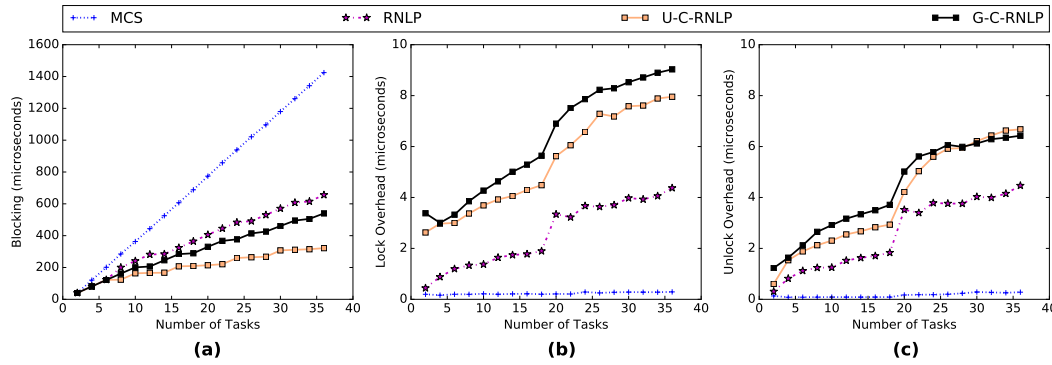 MCS RNLP U-C-RNLP G-C-RNLP
1600
1400
1200
1000
800
600
400
200
0
Blocking (microseconds)
0 5 10 15 20 25 30 35 40
Number of Tasks
(a)
10
8
6
4
2
0
Lock Overhead (microseconds)
0 5 10 15 20 25 30 35 40
Number of Tasks
(b)
10
8
6
4
2
0
Unlock Overhead (microseconds)
0 5 10 15 20 25 30 35 40
Number of Tasks
(c)